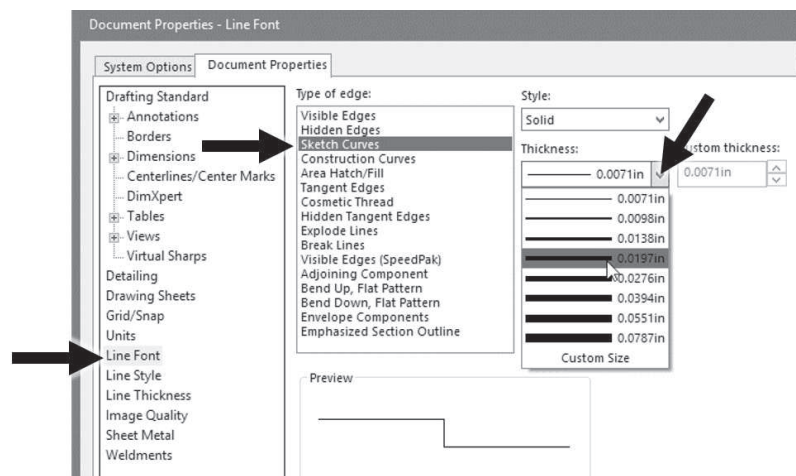 Document Properties - Line Font
System Options
Document Properties
Drafting Standard
Annotations
Borders
Dimensions
Centerlines/Center Marks
DimXpert
Tables
Views
Virtual Sharps
Detailing
Drawing Sheets
Grid/Snap
Units
Line Font
Line Style
Line Thickness
Image Quality
Sheet Metal
Weldments
Type of edge:
Visible Edges
Hidden Edges
Sketch Curves
Construction Curves
Area Hatch/Fill
Tangent Edges
Cosmetic Thread
Hidden Tangent Edges
Explode Lines
Break Lines
Visible Edges (SpeedPak)
Adjoining Component
Bend Up, Flat Pattern
Bend Down, Flat Pattern
Envelope Components
Emphasized Section Outline
Preview
Style:
Solid
Thickness:
0.0071in
0.0071in
0.0098in
0.0138in
0.0197in
0.0276in
0.0394in
0.0551in
0.0787in
Custom Size
ustom thickness:
0.0071in